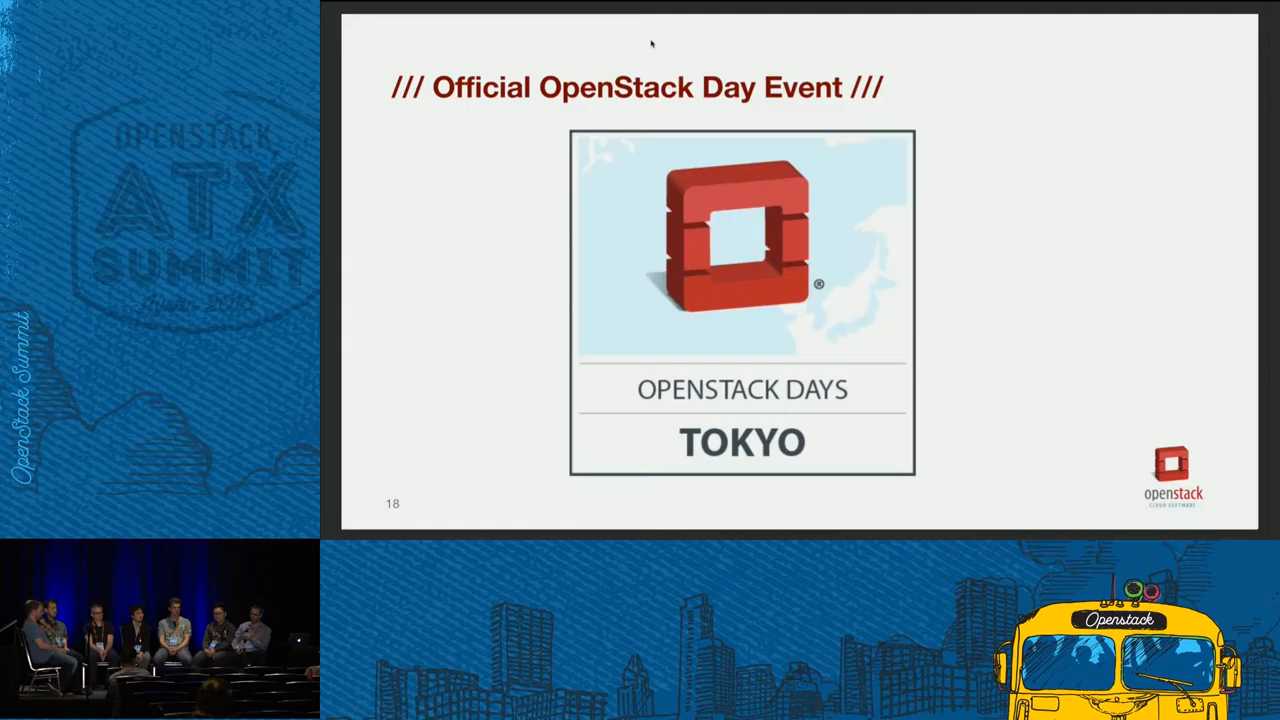 /// Official OpenStack Day Event ///
®
OPENSTACK DAYS
TOKYO
18
openstack
CLOUD SOFTWARE
OPENSTACK
ATX
SUMMIT
OpenStack Summit
Openstack